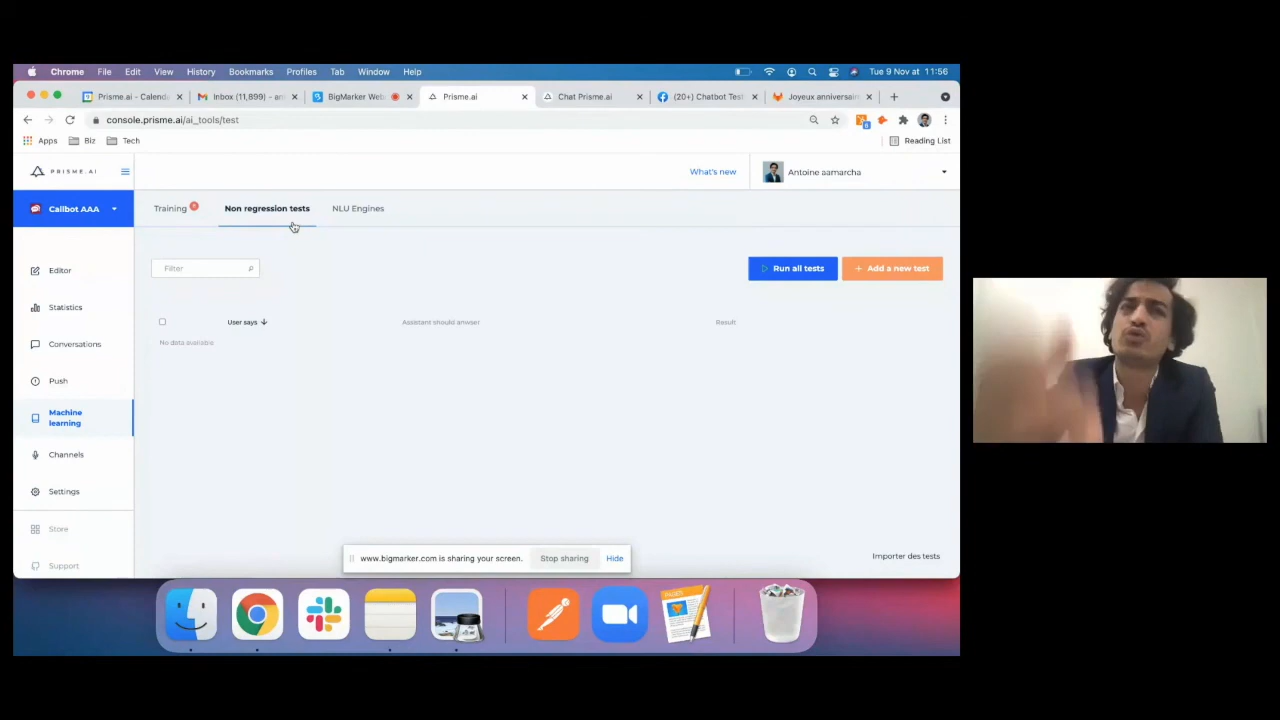 Chrome File Edit View History Bookmarks Profiles Tab Window Help Tue 9 Nov at 11:56
Prisme.ai - Calenda Inbox (11,899) - an BigMarker Web Prisme.ai Chat Prisme.ai (20+) Chatbot Test Joyeux anniversaire
console.prisme.ai/ai_tools/test
Apps Biz Tech Reading List
PRISME.AI What's new Antoine aamarcha
Callbot AAA Training Non regression tests NLU Engines
Filter Run all tests + Add a new test
Editor
Statistics
User says Assistant should anwser Result
No data available
Conversations
Push
Machine
learning
Channels
Settings
Store
www.bigmarker.com is sharing your screen. Stop sharing Hide
Importer des tests
Support